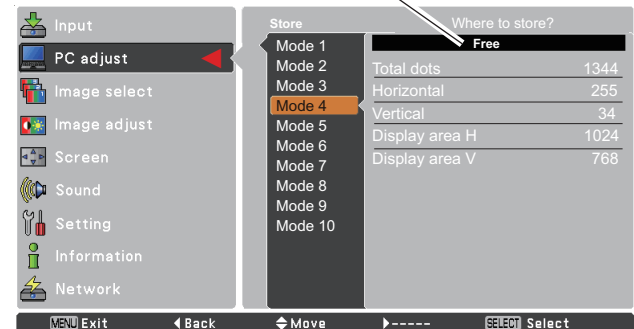 Input
PC adjust
Image select
Image adjust
Screen
Sound
Setting
Information
Network
Store
Mode 1
Mode 2
Mode 3
Mode 4
Mode 5
Mode 6
Mode 7
Mode 8
Mode 9
Mode 10
Where to store?
Free
Total dots 1344
Horizontal 255
Vertical 34
Display area H 1024
Display area V 768
MENU Exit Back Move ----- SELECT Select